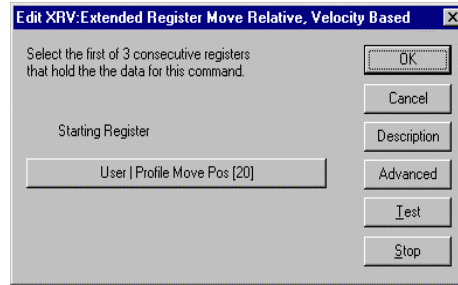 Edit XRV:Extended Register Move Relative, Velocity Based
Select the first of 3 consecutive registers
that hold the the data for this command.
OK
Cancel
Starting Register
Description
User | Profile Move Pos [20]
Advanced
Test
Stop